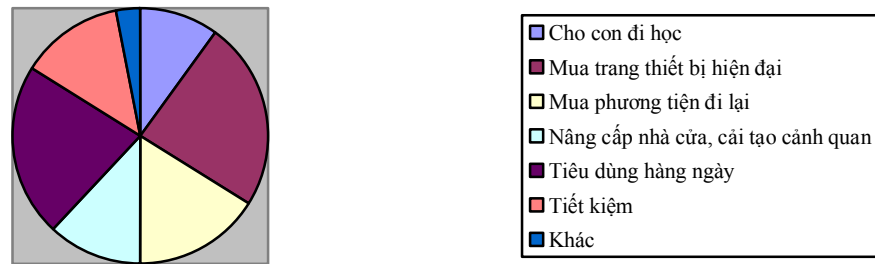 Cho con đi học
Mua trang thiết bị hiện đại
Mua phương tiện đi lại
Nâng cấp nhà cửa, cải tạo cảnh quan
Tiêu dùng hàng ngày
Tiết kiệm
Khác